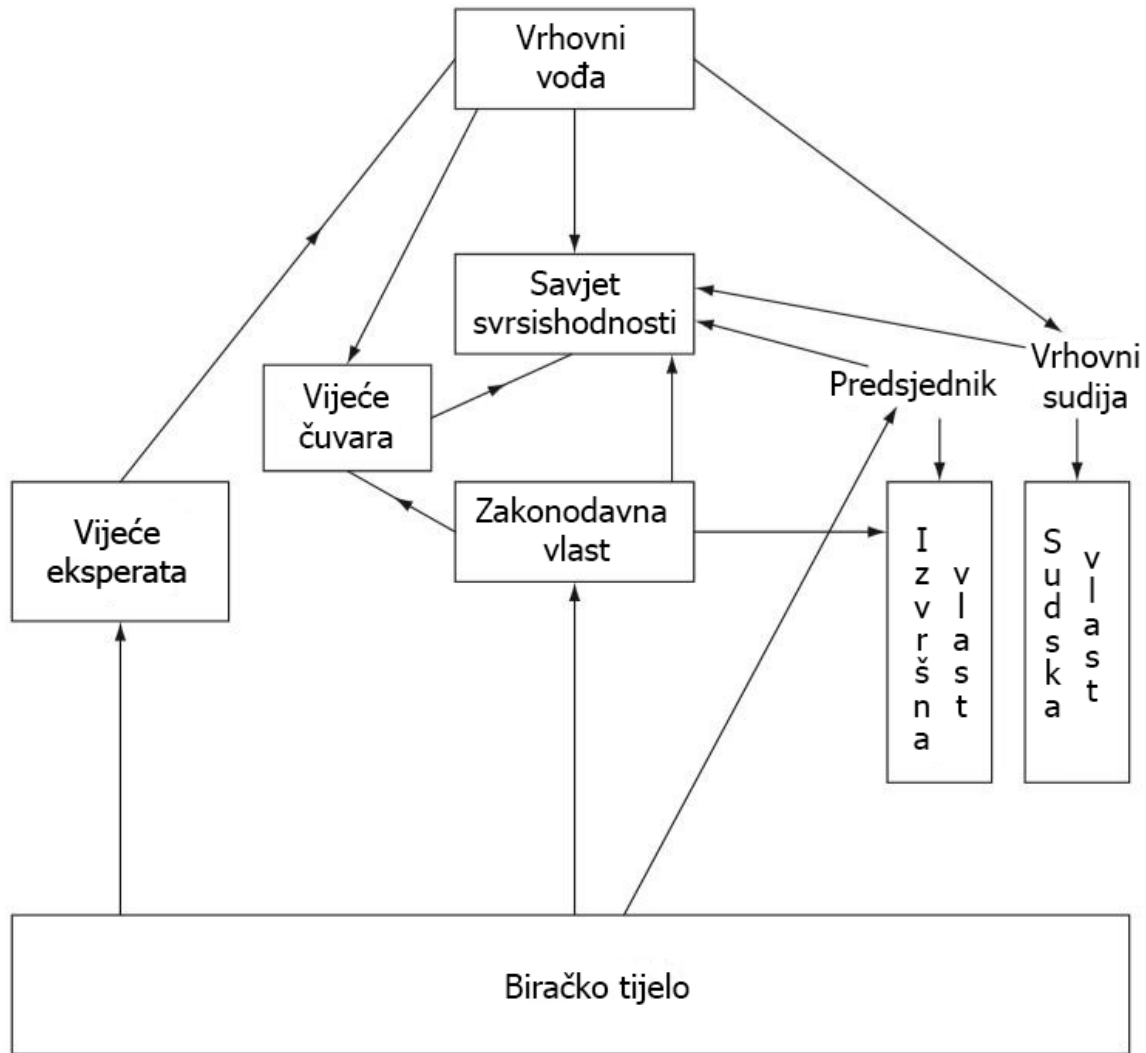 Vrhovni
vođa
Savjet
svrsishodnosti
Vrhovni
sudija
Predsjednik
Vijeće
čuvara
Zakonodavna
vlast
Vijeće
eksperata
Izvršna
vlast
Sudska
vlast
Biračko tijelo